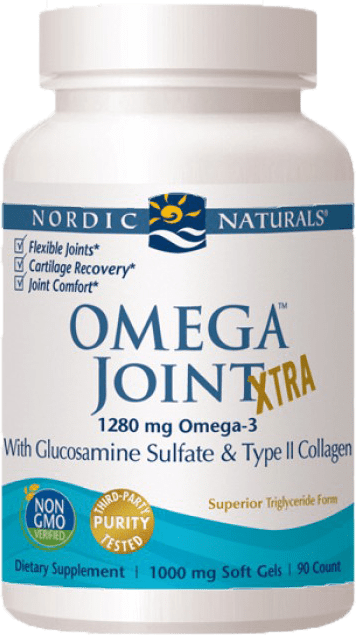 NORDIC NATURALS®
☑ Flexible Joints*
☑ Cartilage Recovery*
☑ Joint Comfort*
OMEGA™
JOINT XTRA
1280 mg Omega-3
With Glucosamine Sulfate & Type II Collagen
Superior Triglyceride Form
NON
GMO
VERIFIED
THIRD-PARTY
PURITY
TESTED
Dietary Supplement | 1000 mg Soft Gels | 90 Count